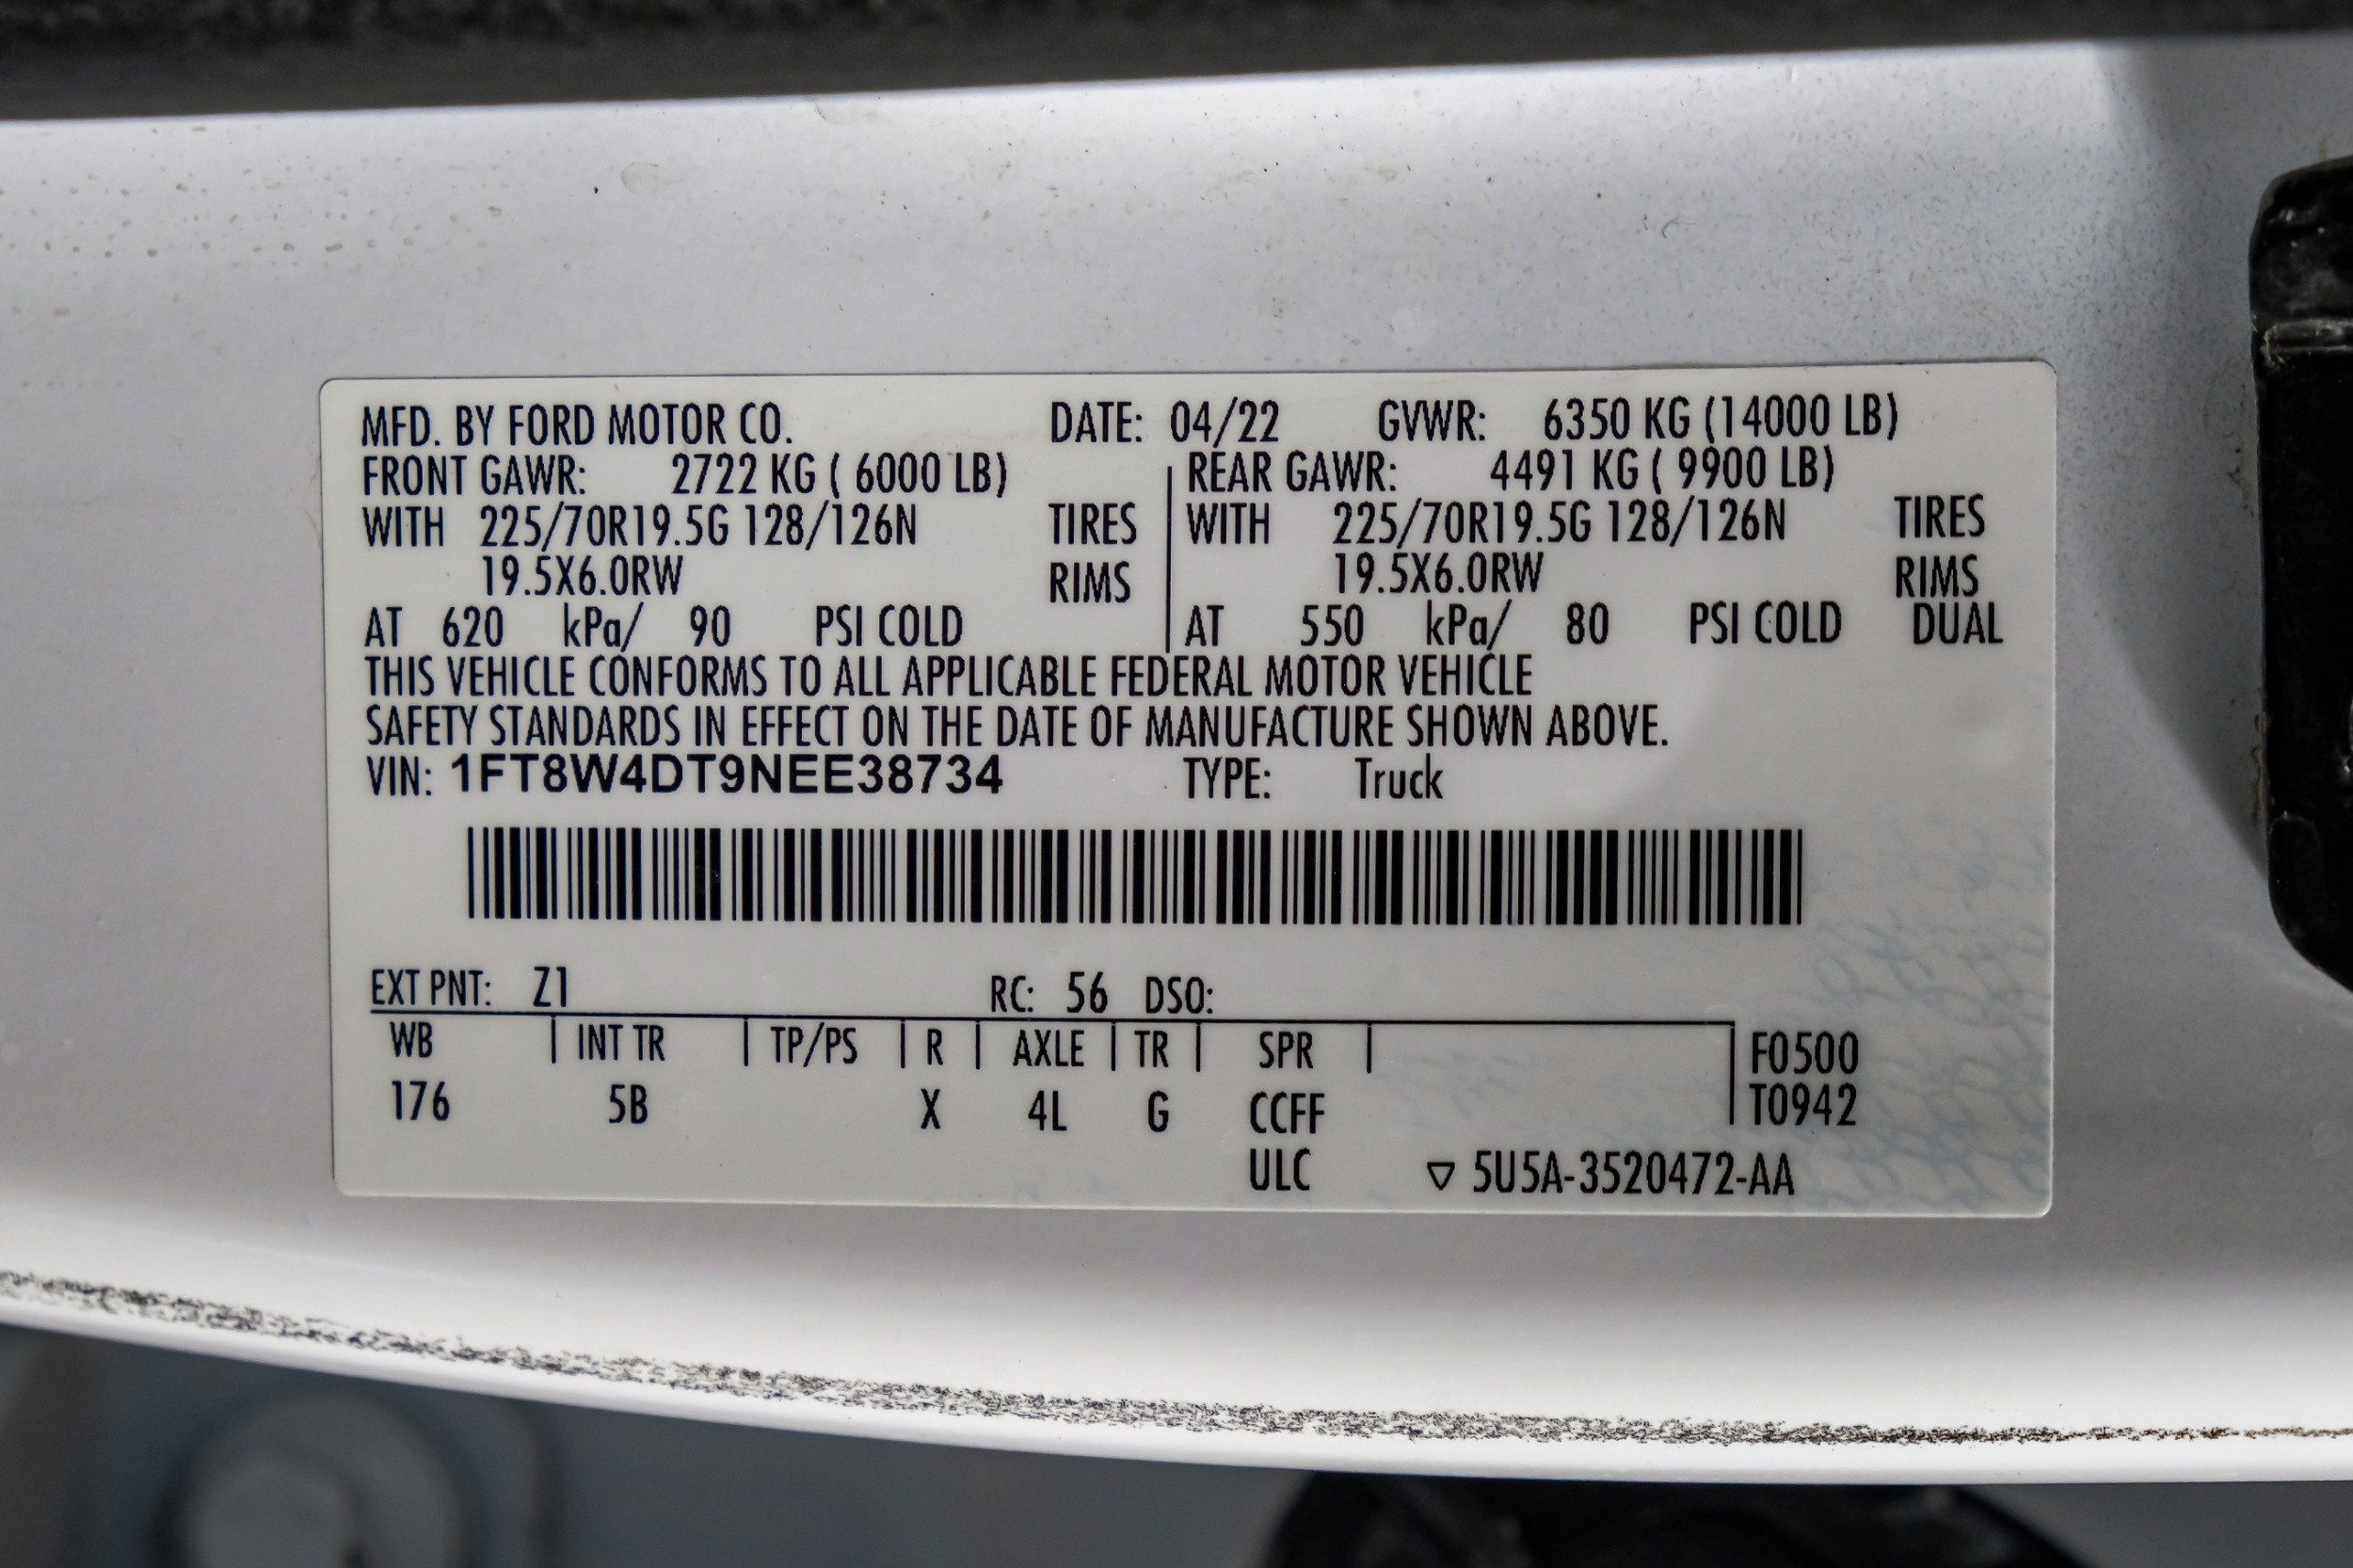 MFD. BY FORD MOTOR CO. DATE: 04/22 GVWR: 6350 KG (14000 LB)
FRONT GAWR: 2722 KG ( 6000 LB) REAR GAWR: 4491 KG ( 9900 LB)
WITH 225/70R19.5G 128/126N TIRES WITH 225/70R19.5G 128/126N TIRES
19.5X6.0RW RIMS 19.5X6.0RW RIMS
AT 620 kPa/ 90 PSI COLD AT 550 kPa/ 80 PSI COLD DUAL
THIS VEHICLE CONFORMS TO ALL APPLICABLE FEDERAL MOTOR VEHICLE
SAFETY STANDARDS IN EFFECT ON THE DATE OF MANUFACTURE SHOWN ABOVE.
VIN: 1FT8W4DT9NEE38734 TYPE: Truck
EXT PNT: Z1 RC: 56 DSO:
WB INT TR TP/PS R AXLE TR SPR F0500
176 5B X 4L G CCFF T0942
ULC ▽ 5U5A-3520472-AA